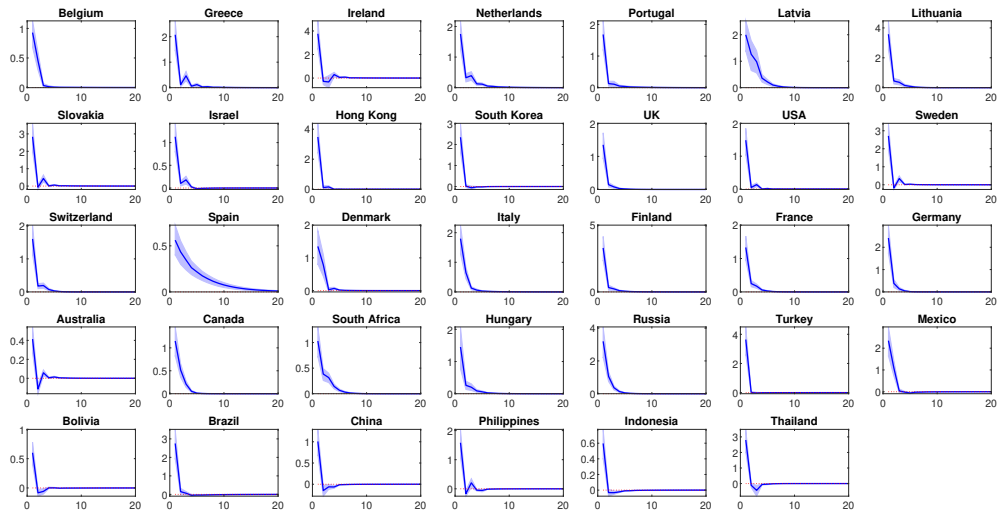 Belgium Greece Ireland Netherlands Portugal Latvia Lithuania
1 2 4 2 2 2 4
0.5 1 2 1 1 1 2
0 0 0 0 0 0 0
0 10 20 0 10 20 0 10 20 0 10 20 0 10 20 0 10 20 0 10 20
Slovakia Israel Hong Kong South Korea UK USA Sweden
3 4 3 2 2
2 1 2 2 1 1 2
1 0.5 1
0 0 0 0 0 0 0
0 10 20 0 10 20 0 10 20 0 10 20 0 10 20 0 10 20 0 10 20
Switzerland Spain Denmark Italy Finland France Germany
2 2 2 5 2
1 0.5 1 1 1 2
1
0 0 0 0 0 0 0
0 10 20 0 10 20 0 10 20 0 10 20 0 10 20 0 10 20 0 10 20
Australia Canada South Africa Hungary Russia Turkey Mexico
0.4 1 1 2 4 4
0.2 0.5 0.5 1 2 2 2
0 0 0 0 0 0 0
0 10 20 0 10 20 0 10 20 0 10 20 0 10 20 0 10 20 0 10 20
Bolivia Brazil China Philippines Indonesia Thailand
1 3 1 2 0.6 3
0.5 2 1 0.4 2
1 0.2 1
0 0 0 0 0 0
0 10 20 0 10 20 0 10 20 0 10 20 0 10 20 0 10 20